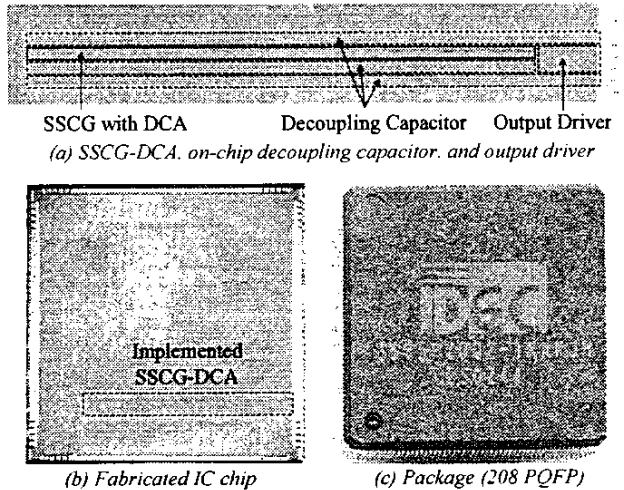 SSCG with DCA Decoupling Capacitor Output Driver
(a) SSCG-DCA. on-chip decoupling capacitor. and output driver
Implemented
SSCG-DCA
IDEC
(b) Fabricated IC chip (c) Package (208 PQFP)